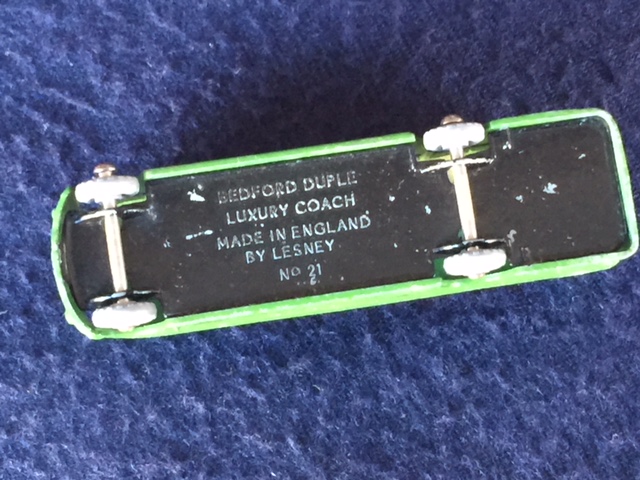 BEDFORD DUPLE
LUXURY COACH
MADE IN ENGLAND
BY LESNEY
No 21